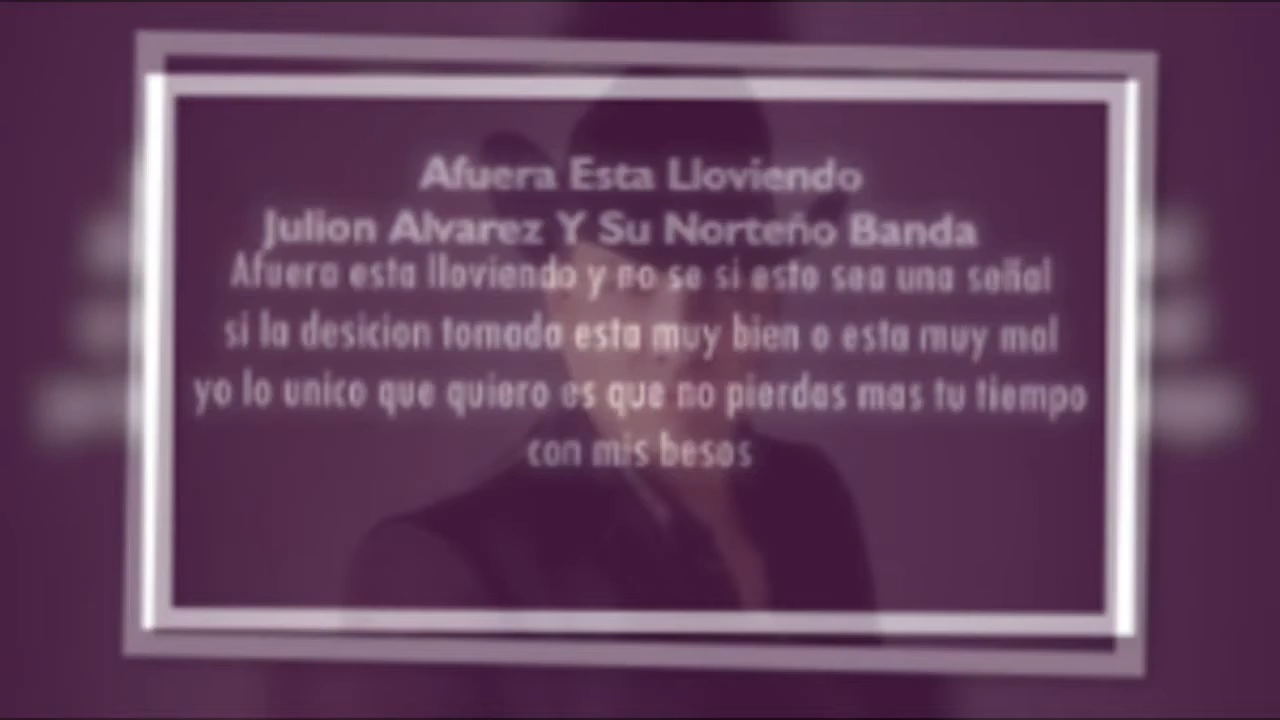 Afuera Esta Lloviendo
Julion Alvarez Y Su Norteño Banda
Afuera esta lloviendo y no se si esto sea una señal
si la desicion tomada esta muy bien o esta muy mal
yo lo unico que quiero es que no pierdas mas tu tiempo
con mis besos